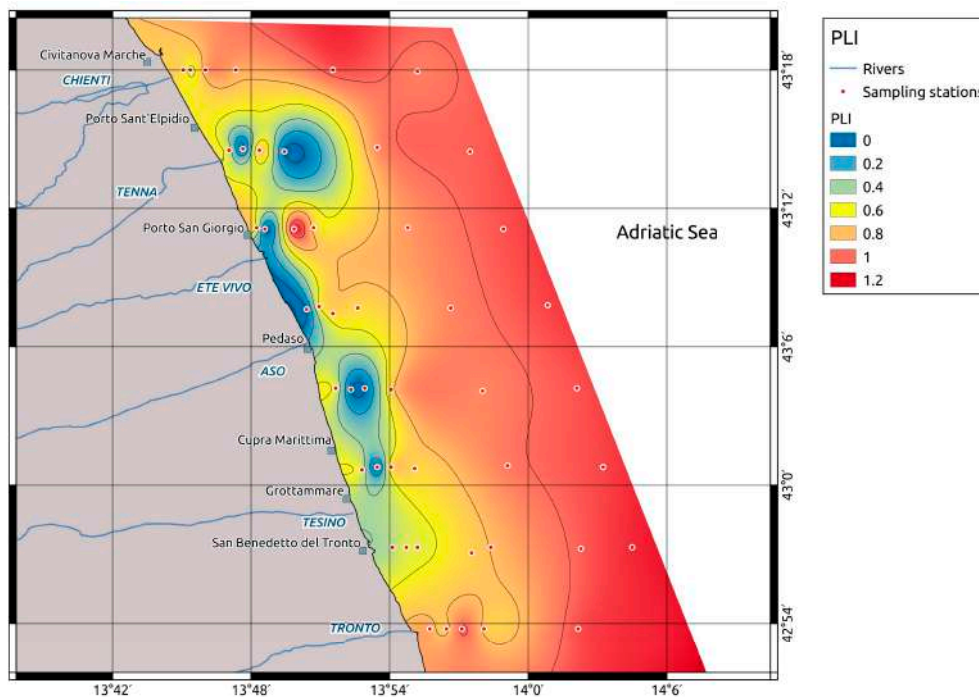 Civitanova Marche
CHIENTI
Porto Sant'Elpidio
TENNA
Porto San Giorgio
ETE VIVO
Pedaso
ASO
Cupra Marittima
Grottammare
TESINO
San Benedetto del Tronto
TRONTO
Adriatic Sea
43°18'
43°12'
43°6'
43°0'
42°54'
13°42'
13°48'
13°54'
14°0'
14°6'
PLI
Rivers
Sampling stations
PLI
0
0.2
0.4
0.6
0.8
1
1.2